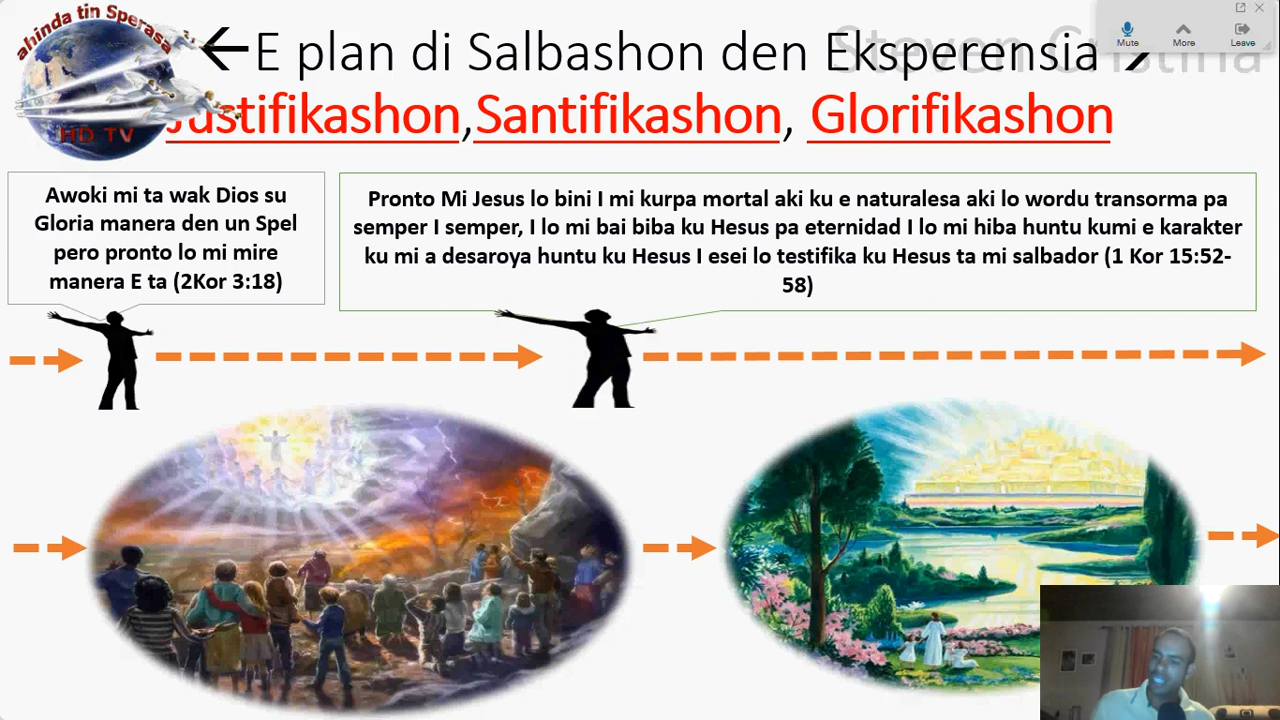 ahinda tin Sperasa
HD TV
Steven Cristina
←E plan di Salbashon den Eksperensia
Justifikashon,Santifikashon, Glorifikashon
Mute
More
Leave
Awoki mi ta wak Dios su
Gloria manera den un Spel
pero pronto lo mi mire
manera E ta (2Kor 3:18)
Pronto Mi Jesus lo bini I mi kurpa mortal aki ku e naturalesa aki lo wordu transorma pa
semper I semper, I lo mi bai biba ku Hesus pa eternidad I lo mi hiba huntu kumi e karakter
ku mi a desaroya huntu ku Hesus I esei lo testifika ku Hesus ta mi salbador (1 Kor 15:52-
58)